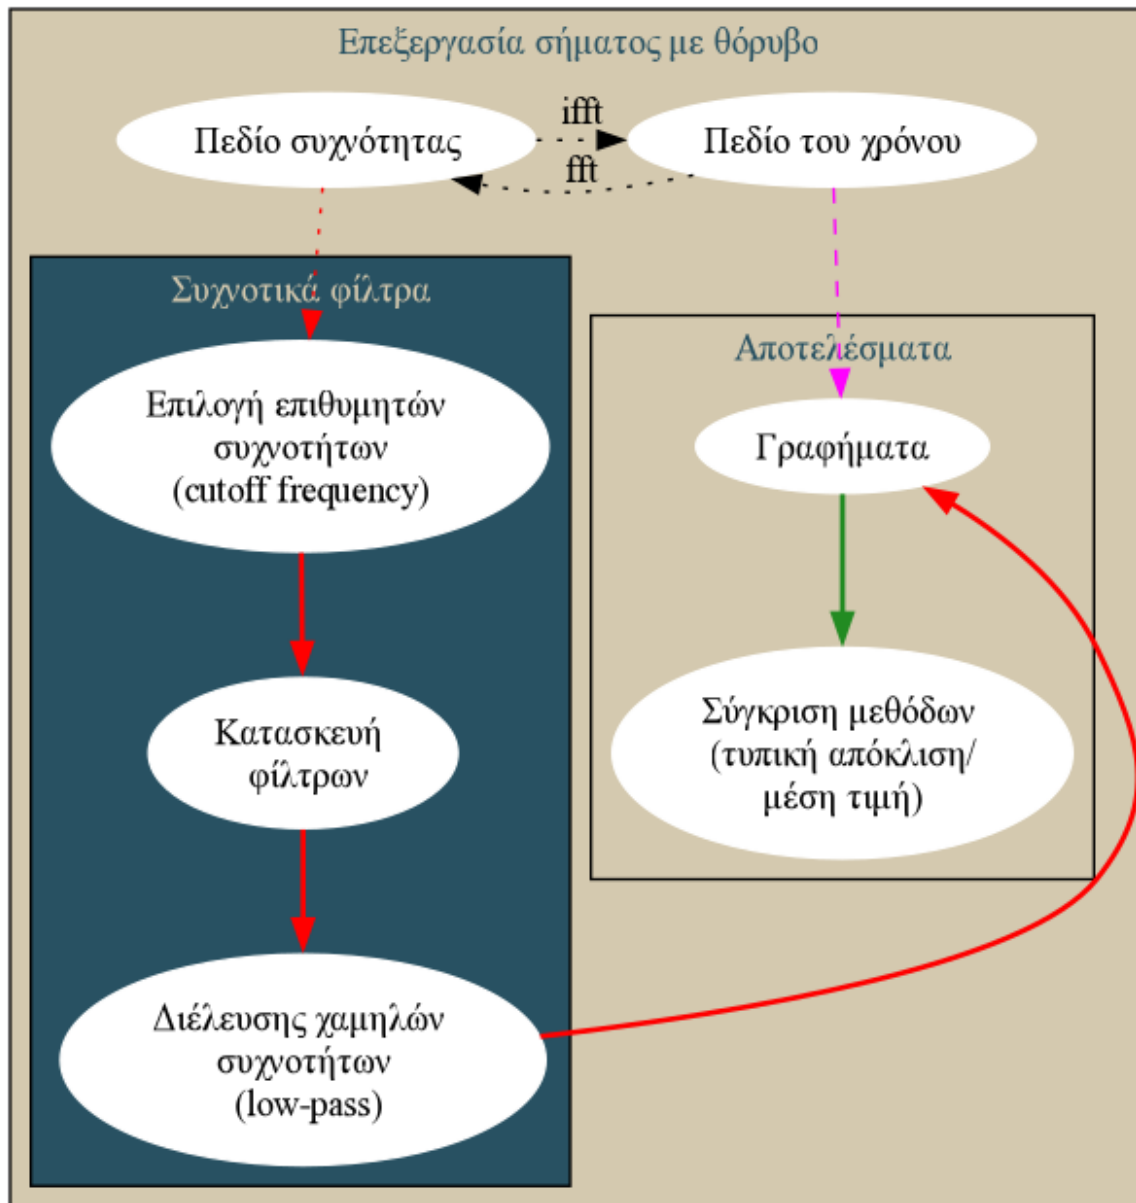 Επεξεργασία σήματος με θόρυβο
Πεδίο συχνότητας
ifft
fft
Πεδίο του χρόνου
Συχνοτικά φίλτρα
Επιλογή επιθυμητών
συχνοτήτων
(cutoff frequency)
Κατασκευή
φίλτρων
Διέλευσης χαμηλών
συχνοτήτων
(low-pass)
Αποτελέσματα
Γραφήματα
Σύγκριση μεθόδων
(τυπική απόκλιση/
μέση τιμή)